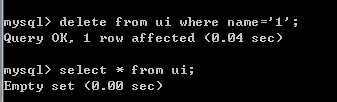 mysql> delete from ui where name='1';
Query OK, 1 row affected (0.04 sec)
mysql> select * from ui;
Empty set (0.00 sec)